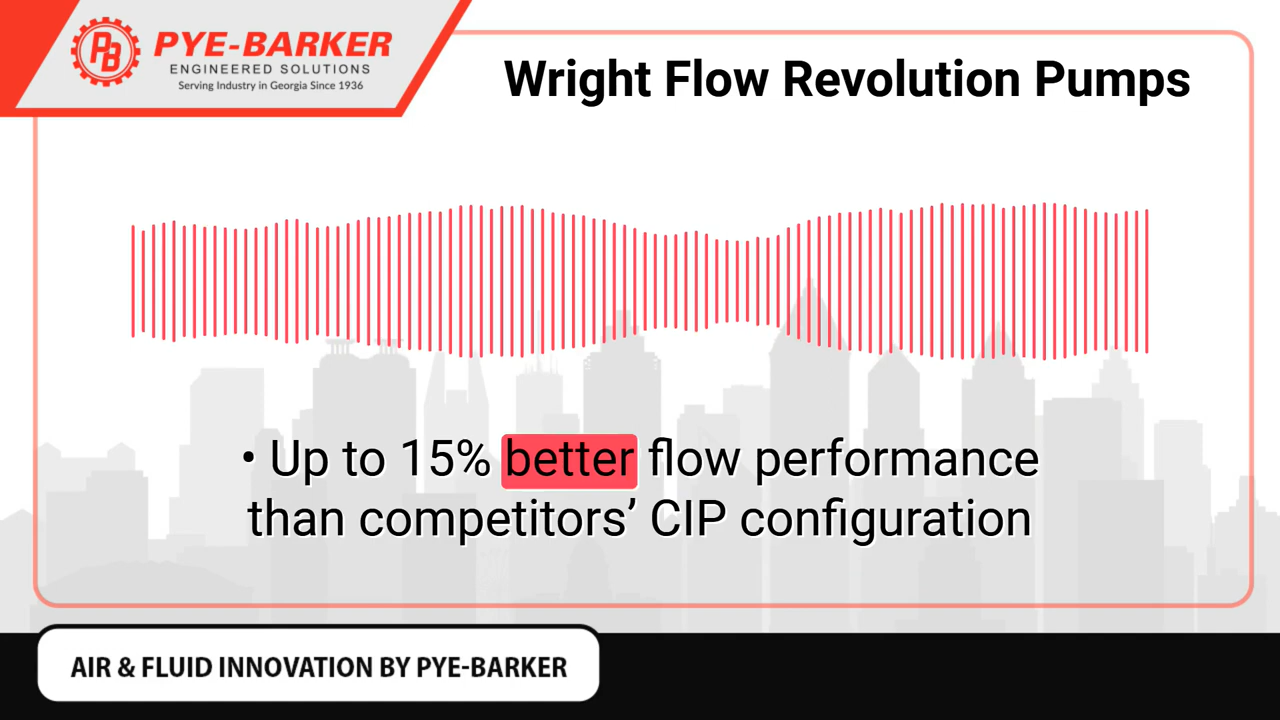 PB
PYE-BARKER
ENGINEERED SOLUTIONS
Serving Industry in Georgia Since 1936
Wright Flow Revolution Pumps
• Up to 15% better flow performance
than competitors’ CIP configuration
AIR & FLUID INNOVATION BY PYE-BARKER